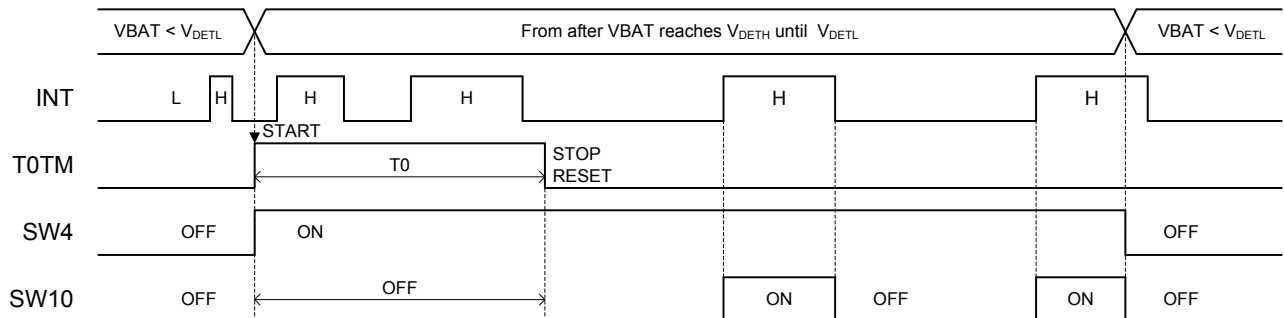 VBAT < VDETL From after VBAT reaches VDETH until VDETL VBAT < VDETL
INT L H H H H H
START
T0TM T0 STOP
RESET
SW4 OFF ON OFF
SW10 OFF OFF ON OFF ON OFF